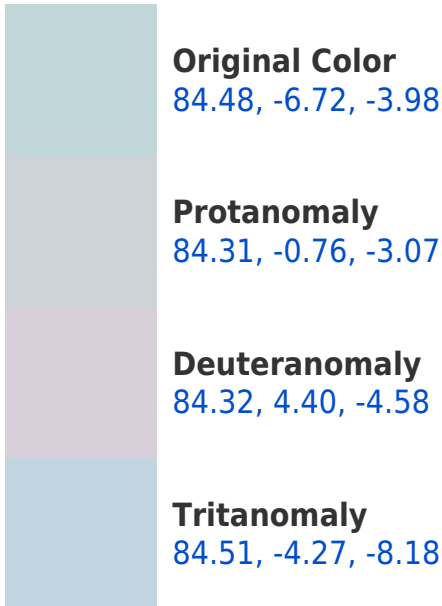 Original Color
84.48, -6.72, -3.98
Protanomaly
84.31, -0.76, -3.07
Deuteranomaly
84.32, 4.40, -4.58
Tritanomaly
84.51, -4.27, -8.18